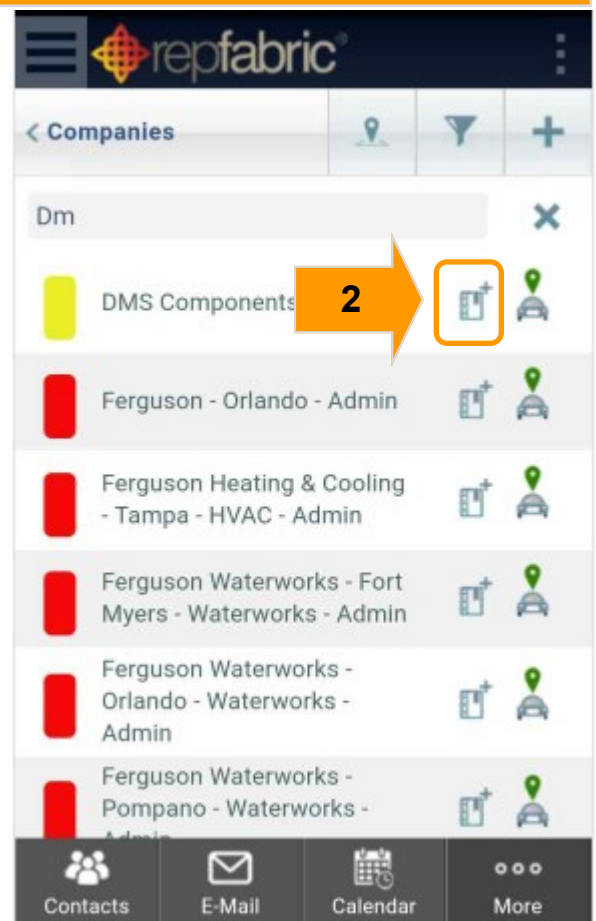 repfabric®
< Companies
Dm
DMS Components
2
Ferguson - Orlando - Admin
Ferguson Heating & Cooling
- Tampa - HVAC - Admin
Ferguson Waterworks - Fort
Myers - Waterworks - Admin
Ferguson Waterworks -
Orlando - Waterworks -
Admin
Ferguson Waterworks -
Pompano - Waterworks -
Admin
Contacts
E-Mail
Calendar
More